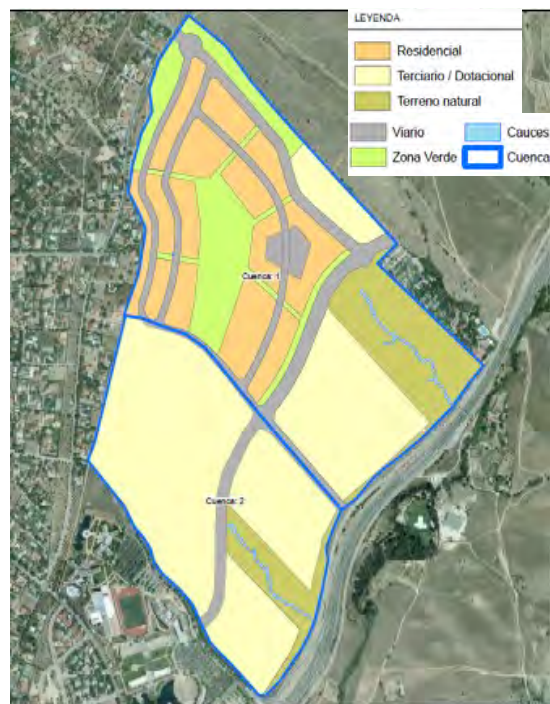 LEYENDA
Residencial
Terciario / Dotacional
Terreno natural
Viario
Cauces
Zona Verde
Cuenca
Cuenca: 1
Cuenca: 2